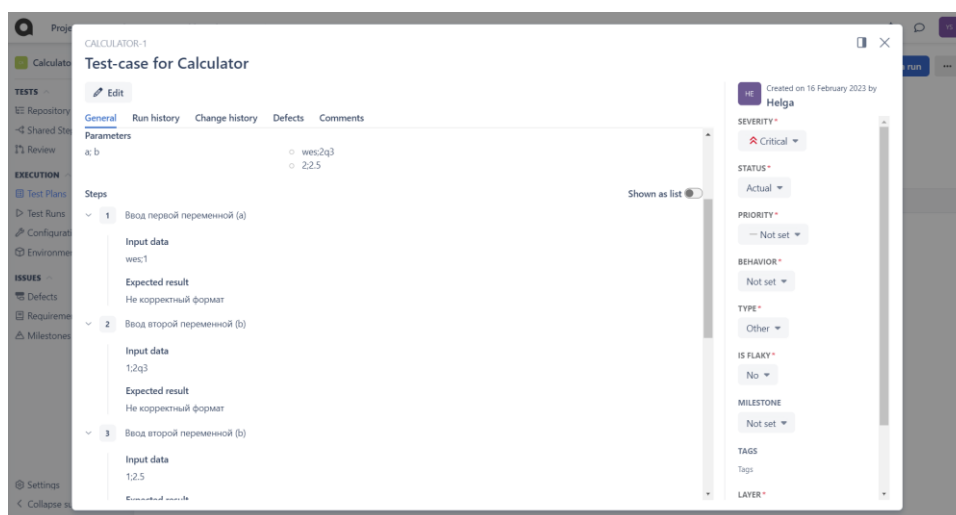 Proje
CALCULATOR-1
Test-case for Calculator
Edit
General Run history Change history Defects Comments
Parameters
a; b
wes;2q3
2;2.5
Steps
Shown as list
1 Ввод первой переменной (a)
Input data
wes;1
Expected result
Не корректный формат
2 Ввод второй переменной (b)
Input data
1;2q3
Expected result
Не корректный формат
3 Ввод второй переменной (b)
Input data
1;2.5
HE
Created on 16 February 2023 by
Helga
SEVERITY*
Critical
STATUS*
Actual
PRIORITY*
Not set
BEHAVIOR*
Not set
TYPE*
Other
IS FLAKY*
No
MILESTONE
Not set
TAGS
Tags
LAYER*
Calculato
TESTS
Repository
Shared Ste
Review
EXECUTION
Test Plans
Test Runs
Configurati
Environmen
ISSUES
Defects
Requireme
Milestones
Settings
Collapse
run